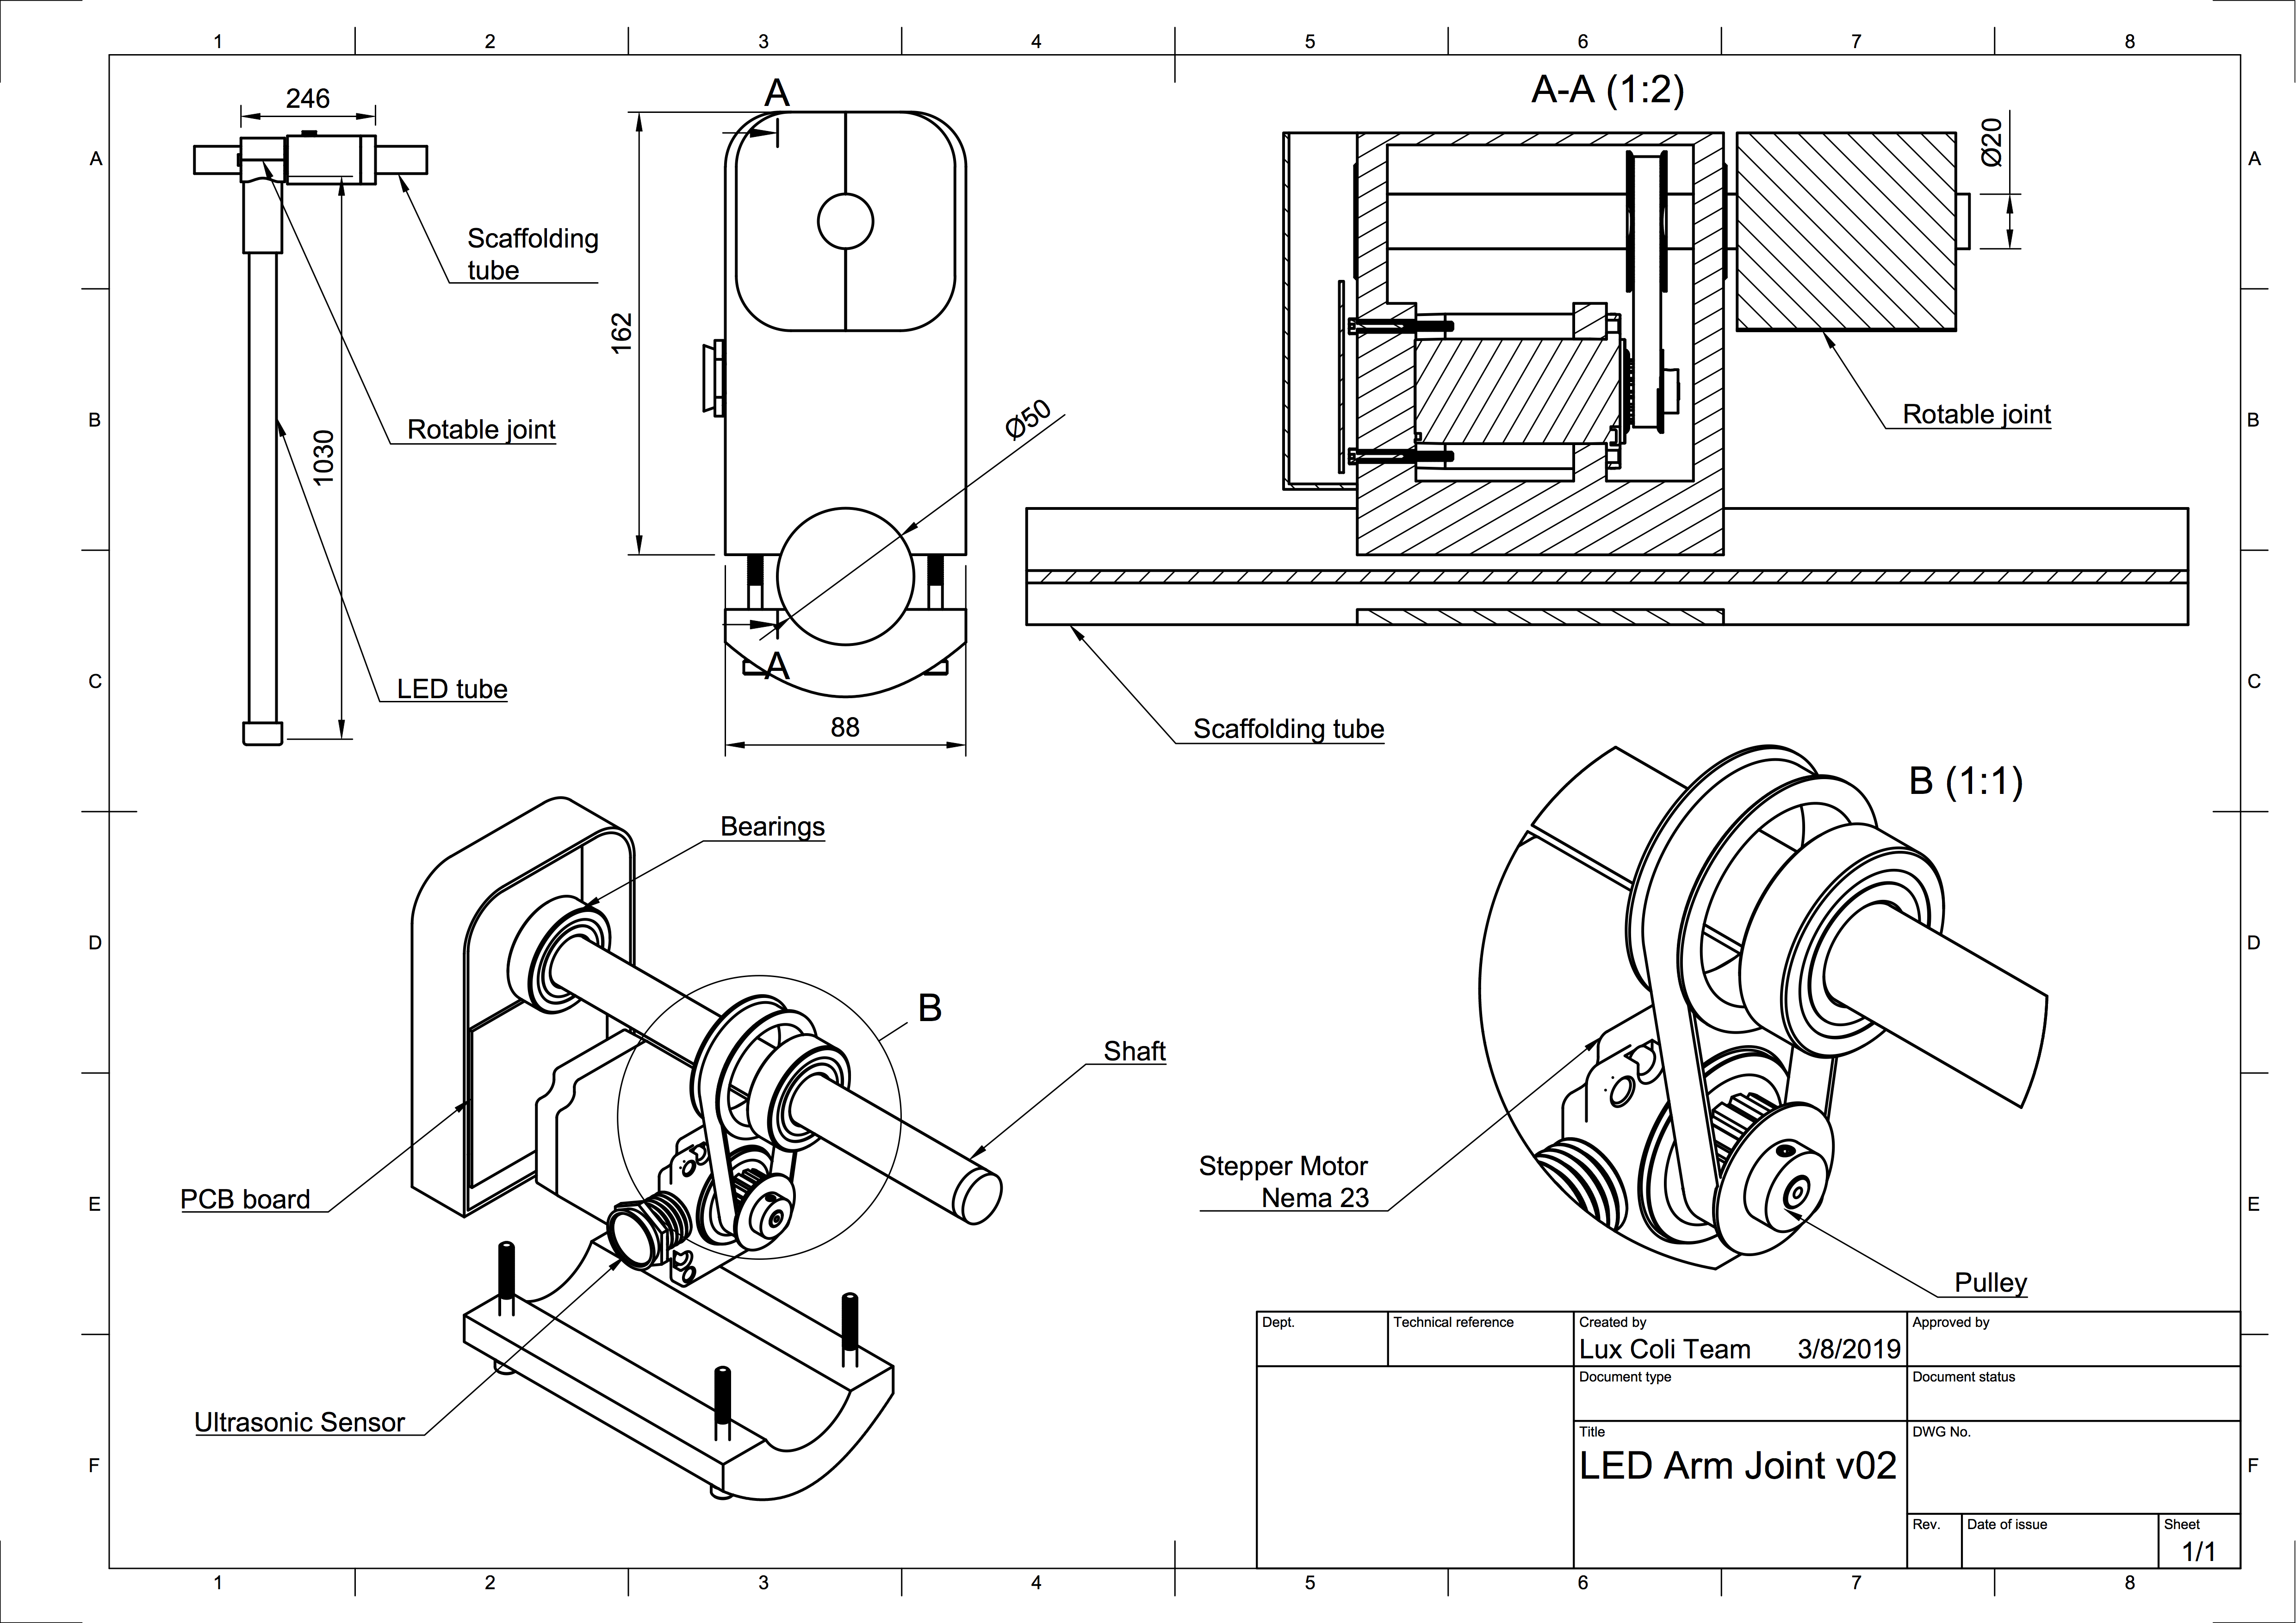 1 2 3 4 5 6 7 8
A
B
C
D
E
F
246
Scaffolding
tube
Rotable joint
1030
LED tube
A
162
Ø50
A
88
A-A (1:2)
Ø20
Rotable joint
Scaffolding tube
Bearings
B
Shaft
PCB board
Ultrasonic Sensor
B (1:1)
Stepper Motor
Nema 23
Pulley
Dept.
Technical reference
Created by
Lux Coli Team 3/8/2019
Approved by
Document type
Document status
Title
LED Arm Joint v02
DWG No.
Rev.
Date of issue
Sheet
1/1
A
B
C
D
E
F
1 2 3 4 5 6 7 8